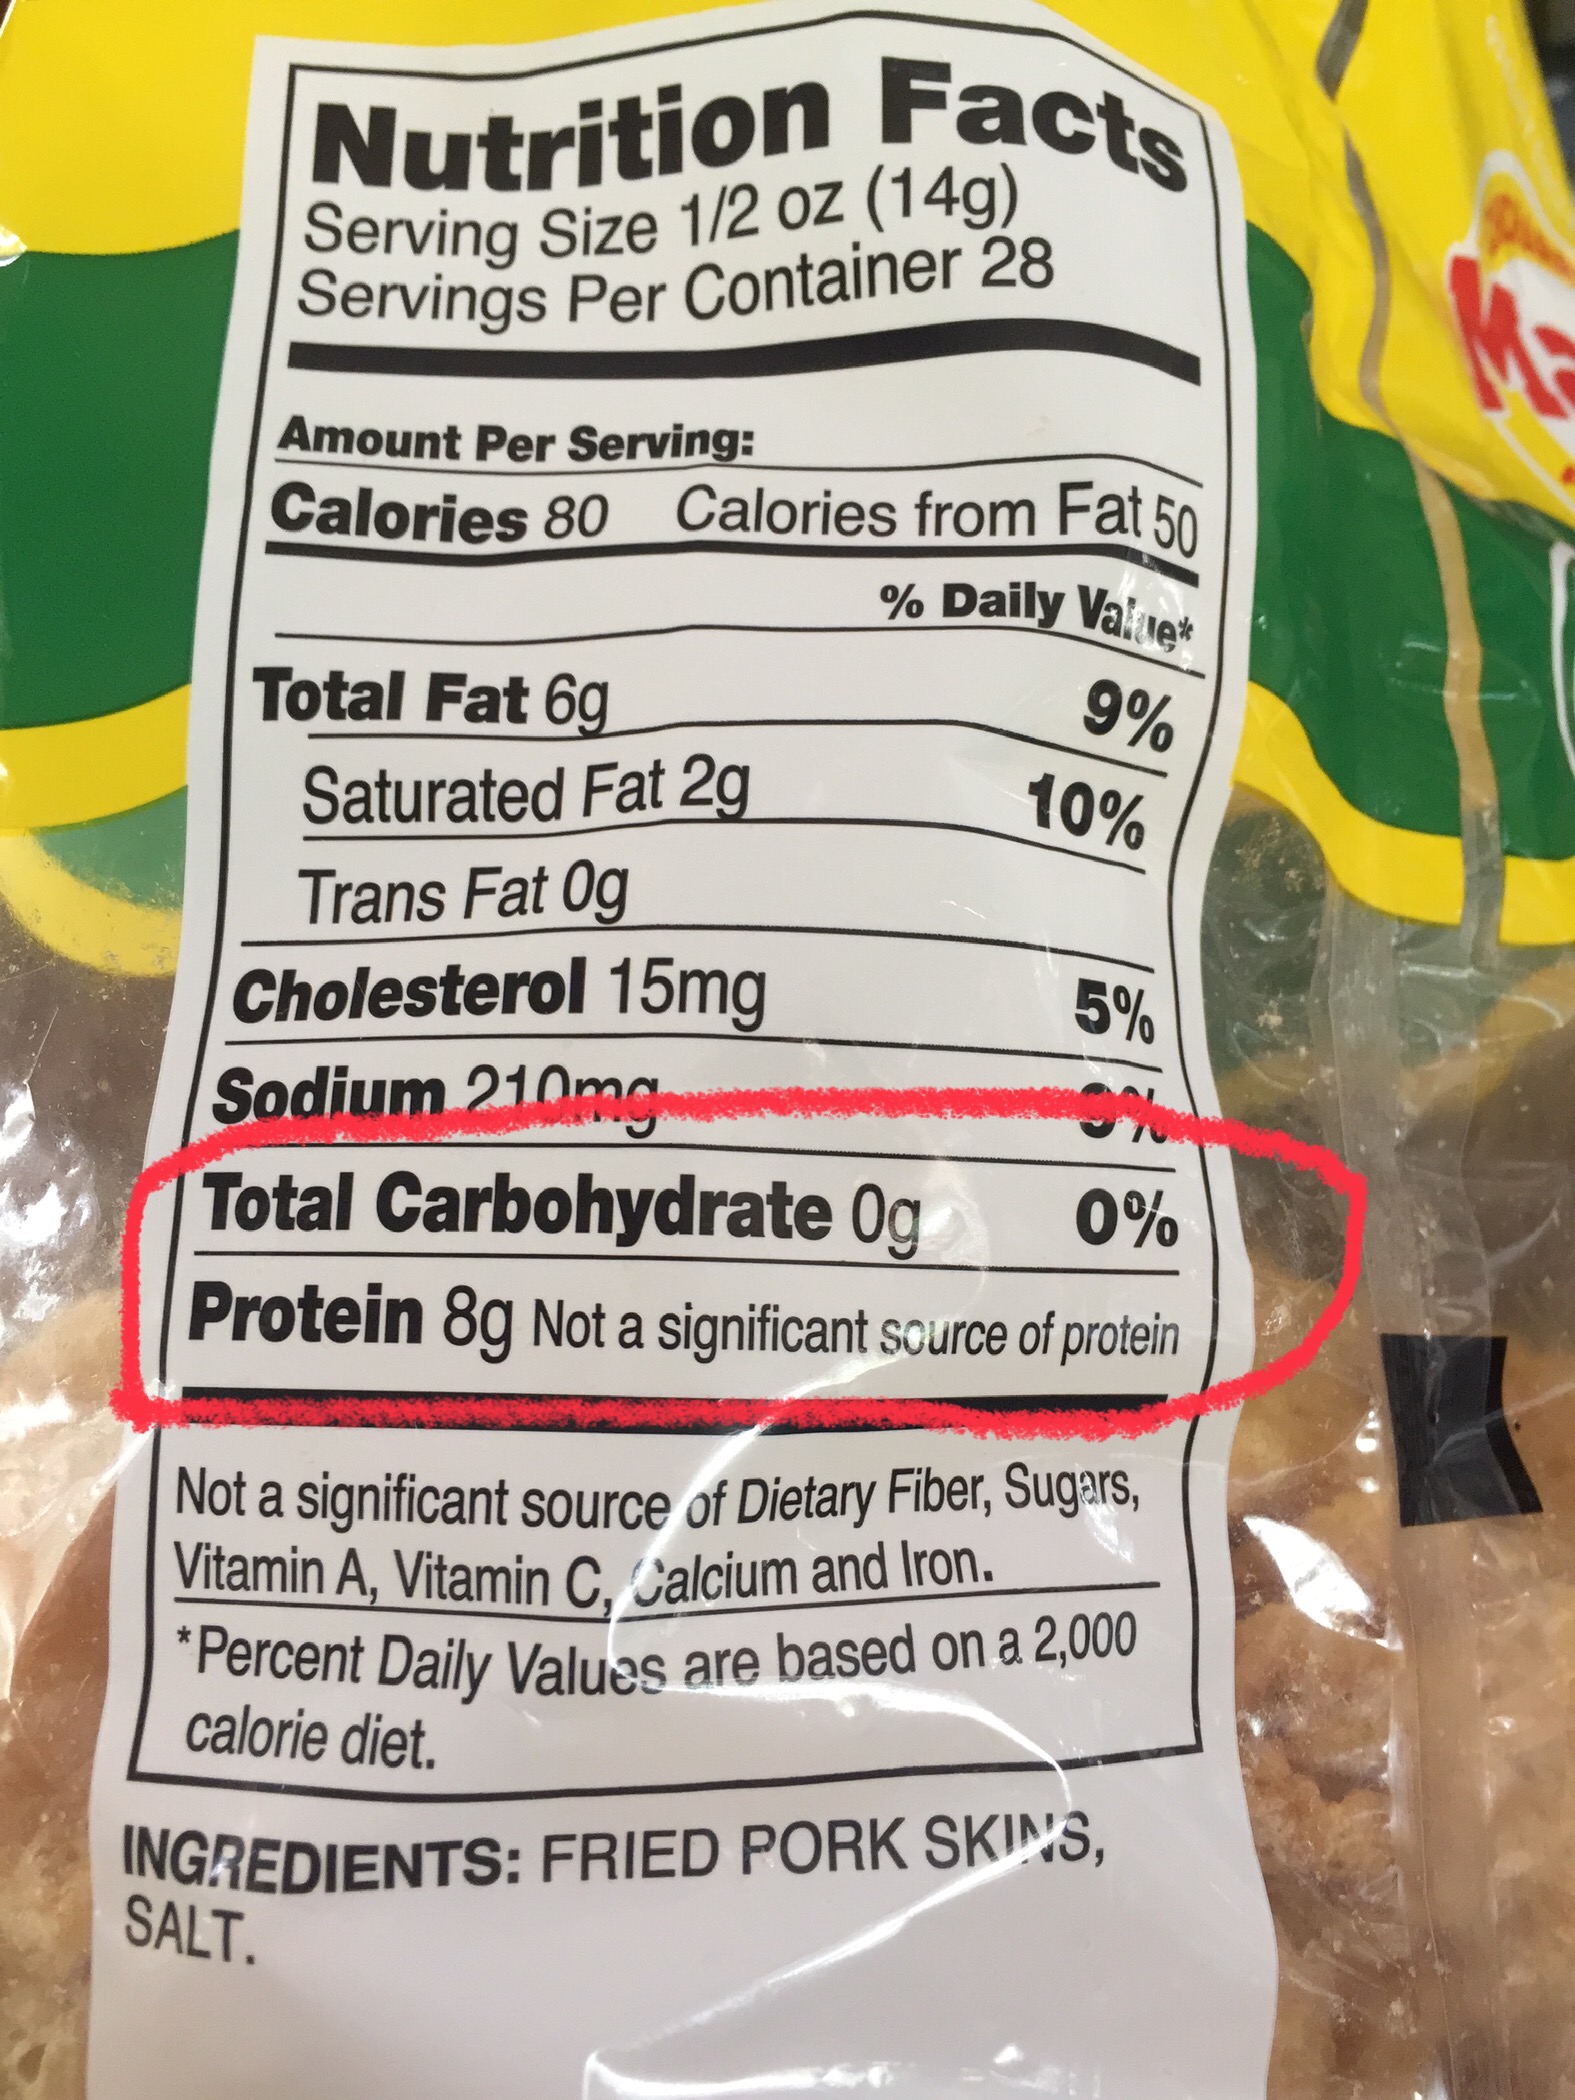 Nutrition Facts
Serving Size 1/2 oz (14g)
Servings Per Container 28
Amount Per Serving:
Calories 80 Calories from Fat 50
% Daily Value*
Total Fat 6g 9%
Saturated Fat 2g 10%
Trans Fat 0g
Cholesterol 15mg 5%
Sodium 210mg 9%
Total Carbohydrate 0g 0%
Protein 8g Not a significant source of protein
Not a significant source of Dietary Fiber, Sugars,
Vitamin A, Vitamin C, Calcium and Iron.
*Percent Daily Values are based on a 2,000
calorie diet.
INGREDIENTS: FRIED PORK SKINS,
SALT.